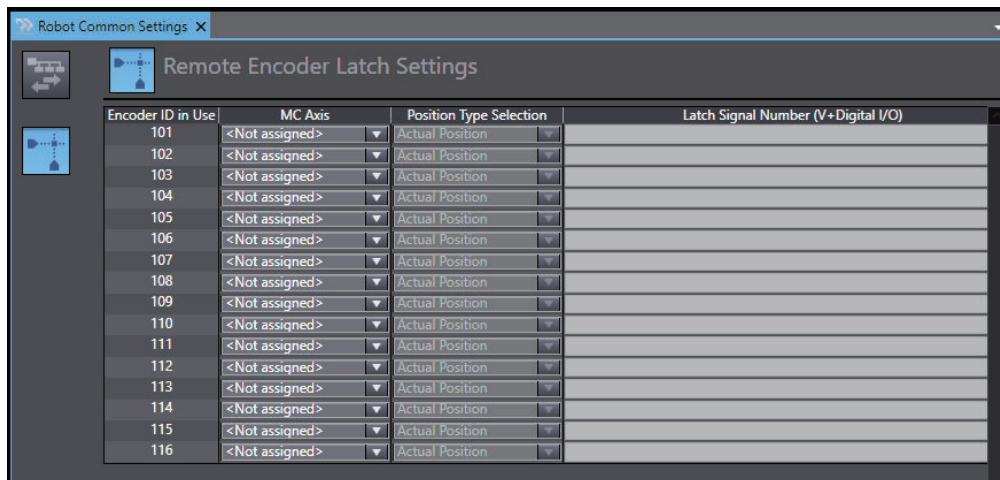 Robot Common Settings X
Remote Encoder Latch Settings
Encoder ID in Use MC Axis Position Type Selection Latch Signal Number (V+Digital I/O)
101 <Not assigned> Actual Position
102 <Not assigned> Actual Position
103 <Not assigned> Actual Position
104 <Not assigned> Actual Position
105 <Not assigned> Actual Position
106 <Not assigned> Actual Position
107 <Not assigned> Actual Position
108 <Not assigned> Actual Position
109 <Not assigned> Actual Position
110 <Not assigned> Actual Position
111 <Not assigned> Actual Position
112 <Not assigned> Actual Position
113 <Not assigned> Actual Position
114 <Not assigned> Actual Position
115 <Not assigned> Actual Position
116 <Not assigned> Actual Position